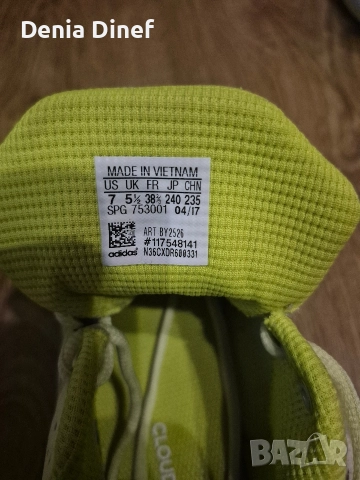 Denia Dinef
MADE IN VIETNAM
US UK FR JP CHN
7 5½ 38⅔ 240 235
SPG 753001 04/17
ART BY2526
#117548141
adidas N36CXDR680331
CLOUD
BAZAR